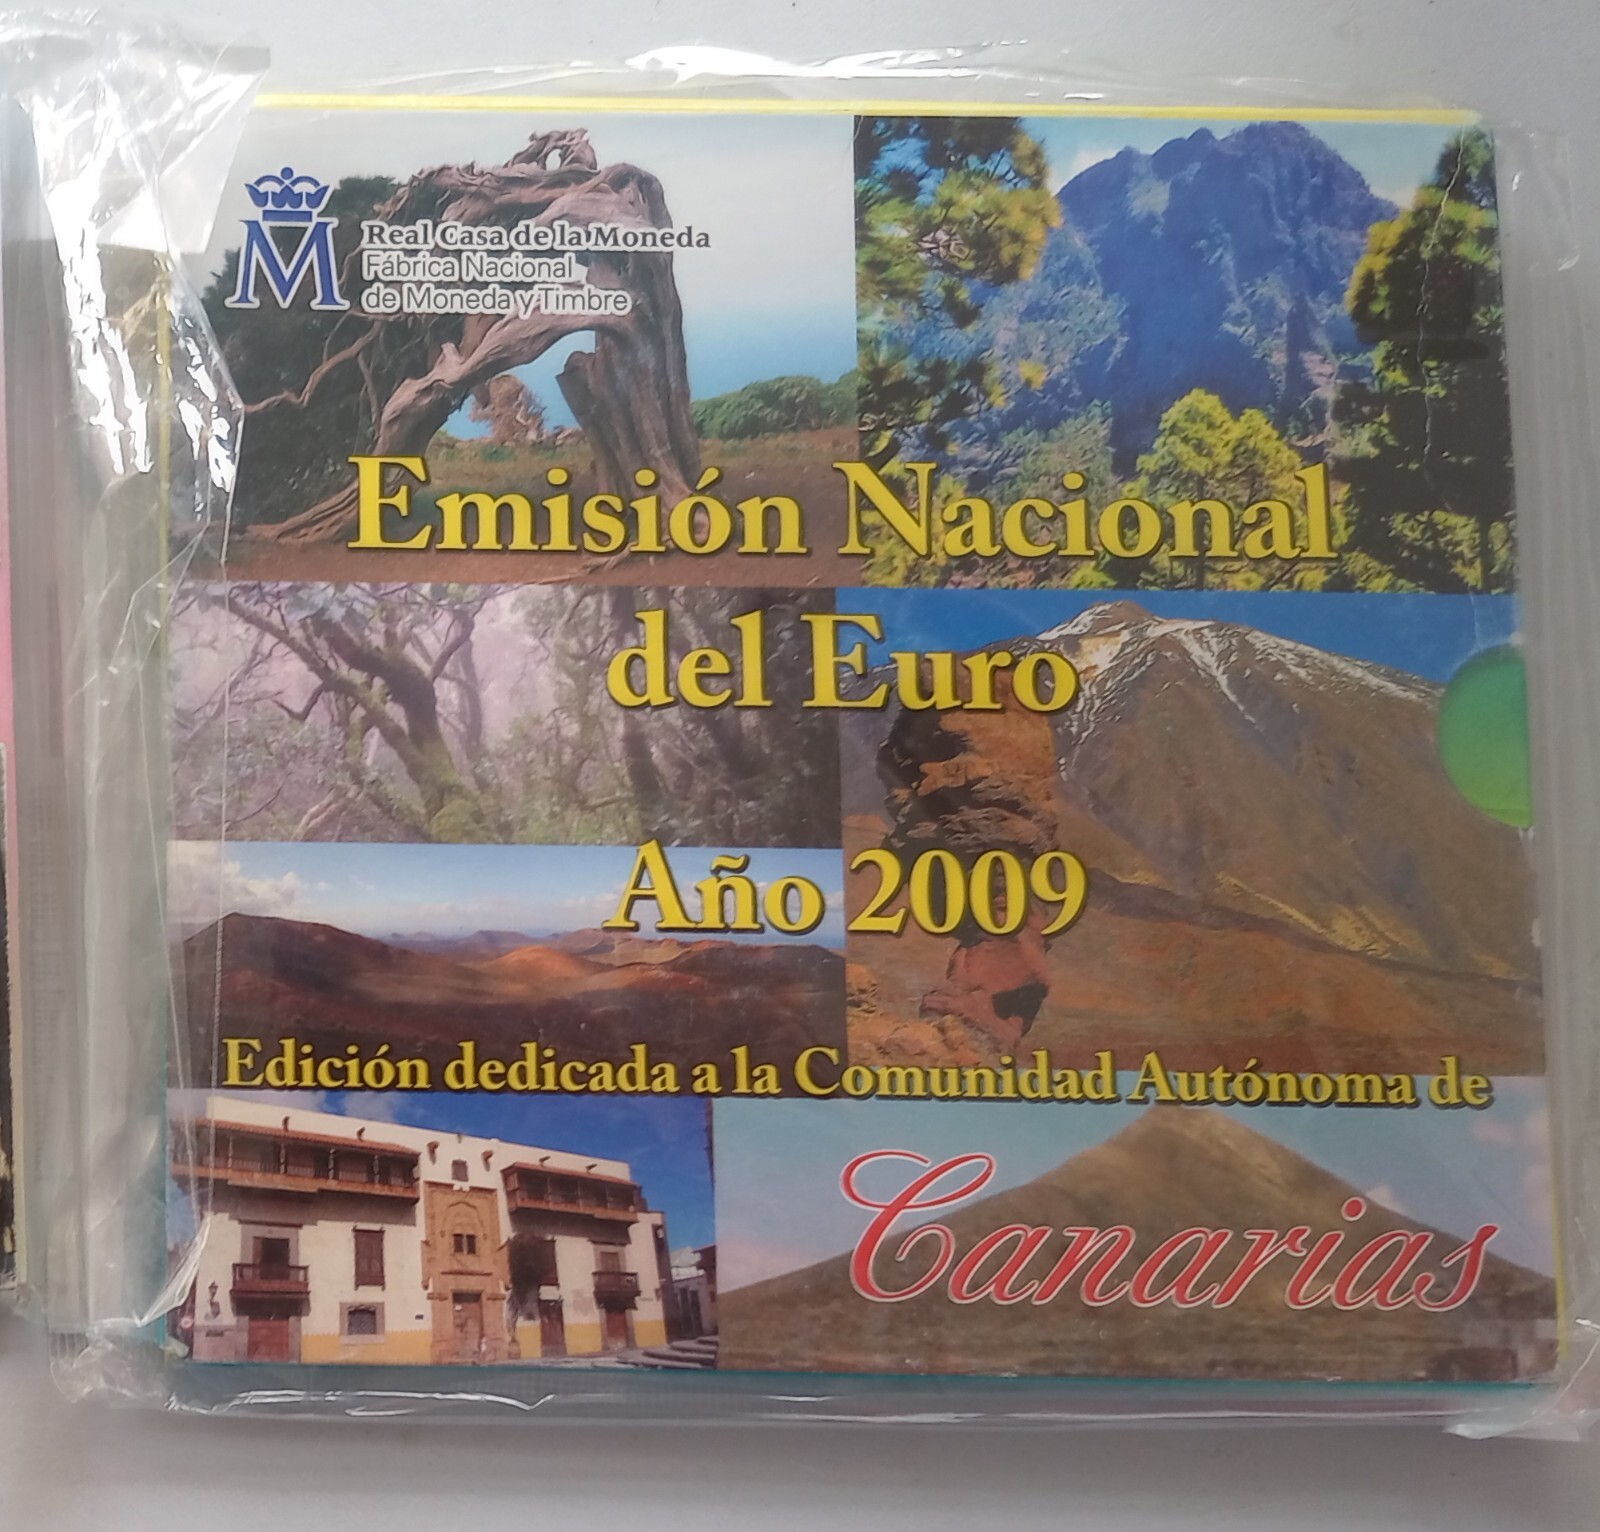 M
Real Casa de la Moneda
Fábrica Nacional
de Moneda y Timbre
Emisión Nacional
del Euro
Año 2009
Edición dedicada a la Comunidad Autónoma de
Canarias